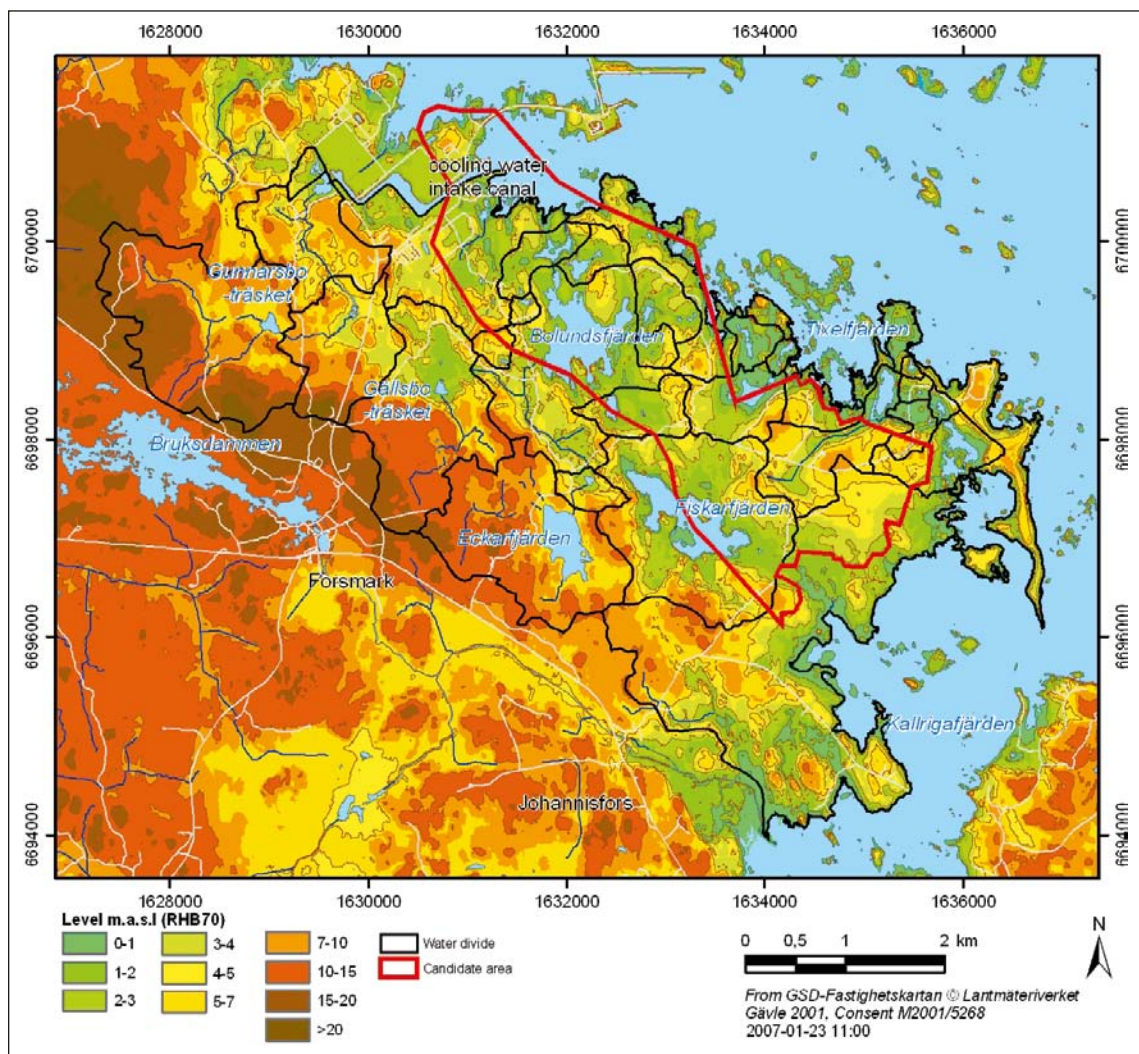 1628000 1630000 1632000 1634000 1636000
6700000
6700000
cooling water
intake canal
Gunnarsbo
-träsket
Bolundsfjärden
Tixelfjärden
Gällsbo
-träsket
6698000
6698000
Bruksdammen
Eckarfjärden
Fiskarfjärden
Forsmark
6696000
6696000
Kallrigafjärden
Johannisfors
6694000
6694000
1628000 1630000 1632000 1634000 1636000
Level m.a.s.l (RHB70)
0-1 3-4 7-10 Water divide
1-2 4-5 10-15 Candidate area
2-3 5-7 15-20
>20
0 0,5 1 2 km
N
From GSD-Fastighetskartan © Lantmäteriverket
Gävle 2001, Consent M2001/5268
2007-01-23 11:00